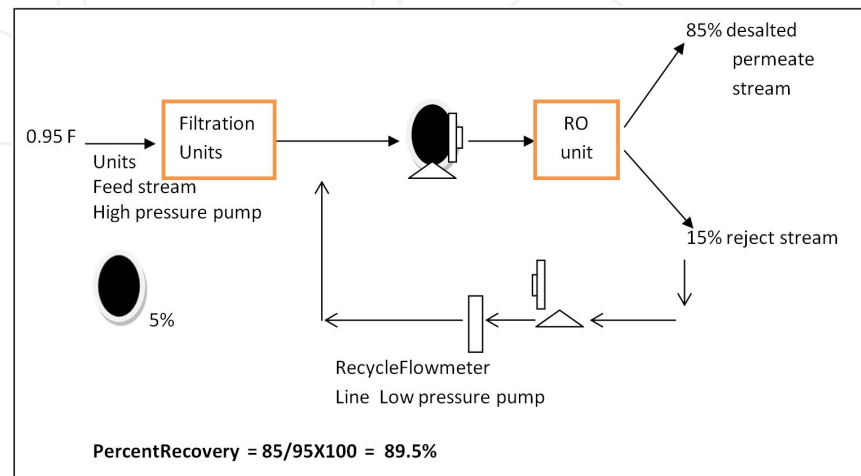 85% desalted
permeate
stream
0.95 F
Filtration
Units
RO
unit
Units
Feed stream
High pressure pump
15% reject stream
5%
RecycleFlowmeter
Line Low pressure pump
PercentRecovery = 85/95X100 = 89.5%